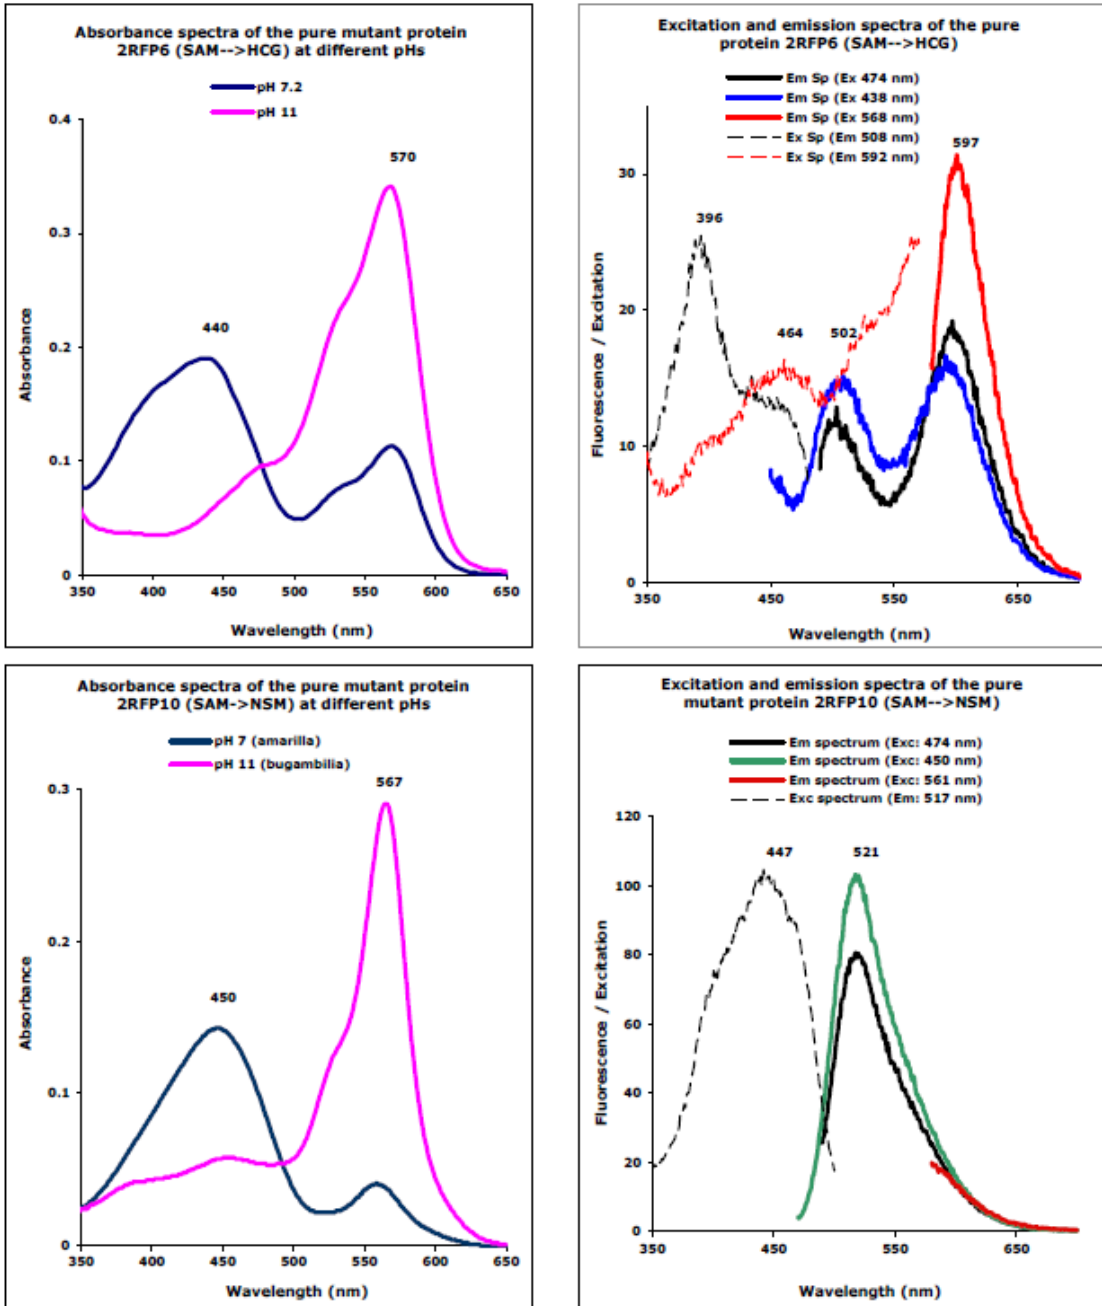 Absorbance spectra of the pure mutant protein
2RFP6 (SAM-->HCG) at different pHs
pH 7.2
pH 11
0.4
0.3
0.2
0.1
0
570
440
Absorbance
350 400 450 500 550 600 650
Wavelength (nm)
Excitation and emission spectra of the pure
protein 2RFP6 (SAM-->HCG)
Em Sp (Ex 474 nm)
Em Sp (Ex 438 nm)
Em Sp (Ex 568 nm)
Ex Sp (Em 508 nm)
Ex Sp (Em 592 nm)
597
396
464
502
30
20
10
0
Fluorescence / Excitation
350 450 550 650
Wavelength (nm)
Absorbance spectra of the pure mutant protein
2RFP10 (SAM->NSM) at different pHs
pH 7 (amarilla)
pH 11 (bugambilia)
567
450
0.3
0.2
0.1
0
Absorbance
350 400 450 500 550 600 650
Wavelength (nm)
Excitation and emission spectra of the pure
mutant protein 2RFP10 (SAM-->NSM)
Em spectrum (Exc: 474 nm)
Em spectrum (Exc: 450 nm)
Em spectrum (Exc: 561 nm)
Exc spectrum (Em: 517 nm)
120
100
80
60
40
20
0
447
521
Fluorescence / Excitation
350 450 550 650
Wavelength (nm)